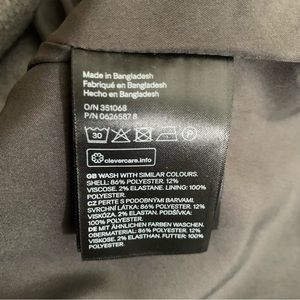 Made in Bangladesh
Fabriqué en Bangladesh
Hecho en Bangladesh
O/N 351068
P/N 0626587 8
30
clevercare.info
GB WASH WITH SIMILAR COLOURS.
SHELL: 86% POLYESTER. 12%
VISCOSE. 2% ELASTANE. LINING: 100%
POLYESTER.
CZ PERTE S PODOBNÝMI BARVAMI.
SVRCHNÍ LÁTKA: 86% POLYESTER. 12%
VISKÓZA. 2% ELASTAN. PODŠÍVKA:
100% POLYESTER.
DE MIT ÄHNLICHEN FARBEN WASCHEN.
OBERMATERIAL: 86% POLYESTER. 12%
VISKOSE. 2% ELASTHAN. FUTTER: 100%
POLYESTER.